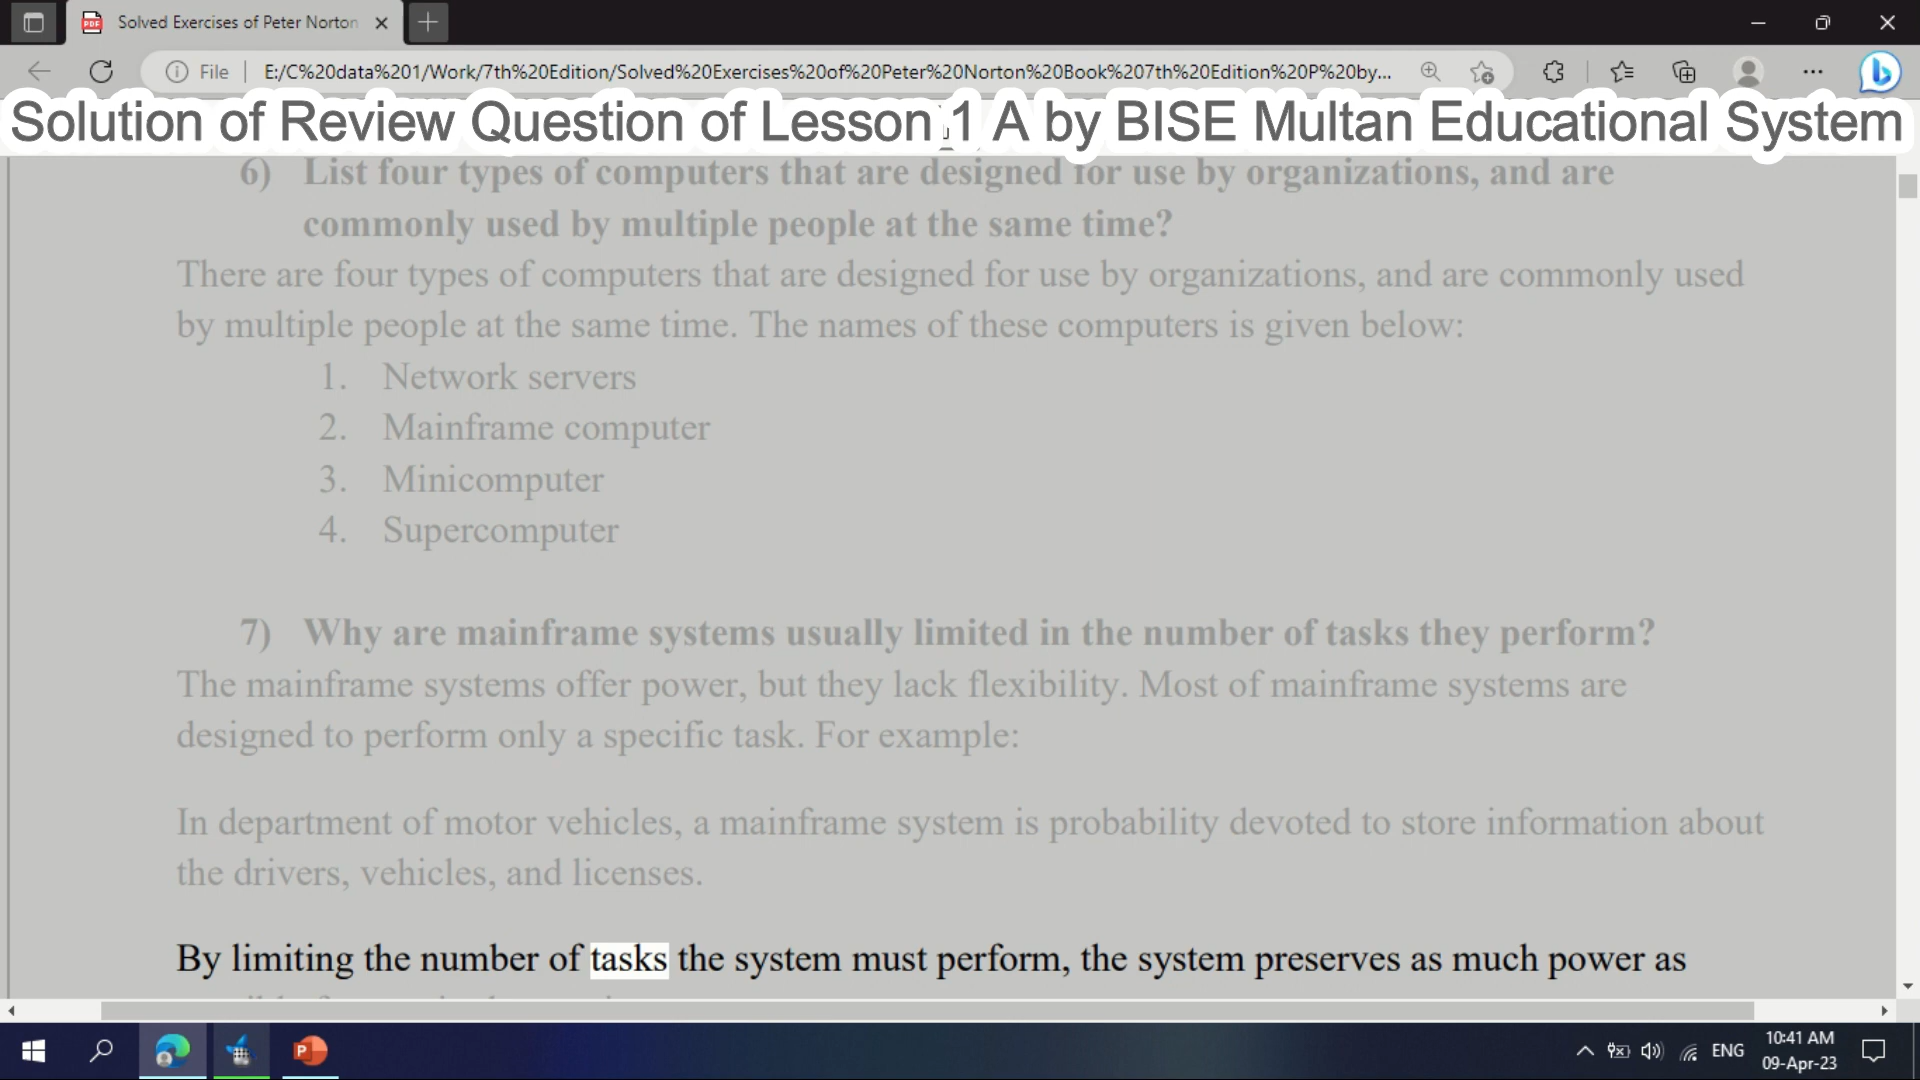 Solved Exercises of Peter Norton
File
E:/C%20data%201/Work/7th%20Edition/Solved%20Exercises%20of%20Peter%20Norton%20Book%207th%20Edition%20P%20by...
Solution of Review Question of Lesson 1 A by BISE Multan Educational System
6) List four types of computers that are designed for use by organizations, and are
commonly used by multiple people at the same time?
There are four types of computers that are designed for use by organizations, and are commonly used
by multiple people at the same time. The names of these computers is given below:
1. Network servers
2. Mainframe computer
3. Minicomputer
4. Supercomputer
7) Why are mainframe systems usually limited in the number of tasks they perform?
The mainframe systems offer power, but they lack flexibility. Most of mainframe systems are
designed to perform only a specific task. For example:
In department of motor vehicles, a mainframe system is probability devoted to store information about
the drivers, vehicles, and licenses.
By limiting the number of tasks the system must perform, the system preserves as much power as
ENG
10:41 AM
09-Apr-23